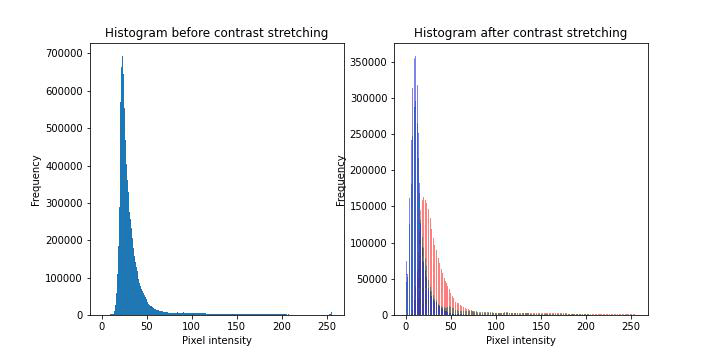 Histogram before contrast stretching
Frequency
700000
600000
500000
400000
300000
200000
100000
0
0 50 100 150 200 250
Pixel intensity
Histogram after contrast stretching
Frequency
350000
300000
250000
200000
150000
100000
50000
0
0 50 100 150 200 250
Pixel intensity